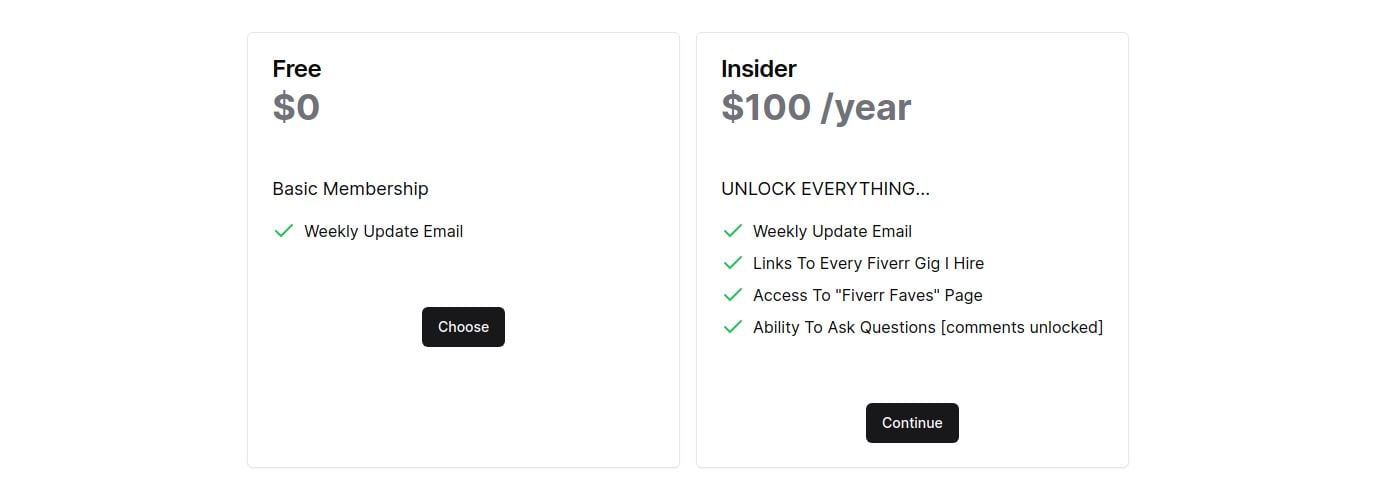 Free
$0
Basic Membership
Weekly Update Email
Choose
Insider
$100 /year
UNLOCK EVERYTHING...
Weekly Update Email
Links To Every Fiverr Gig I Hire
Access To "Fiverr Faves" Page
Ability To Ask Questions [comments unlocked]
Continue